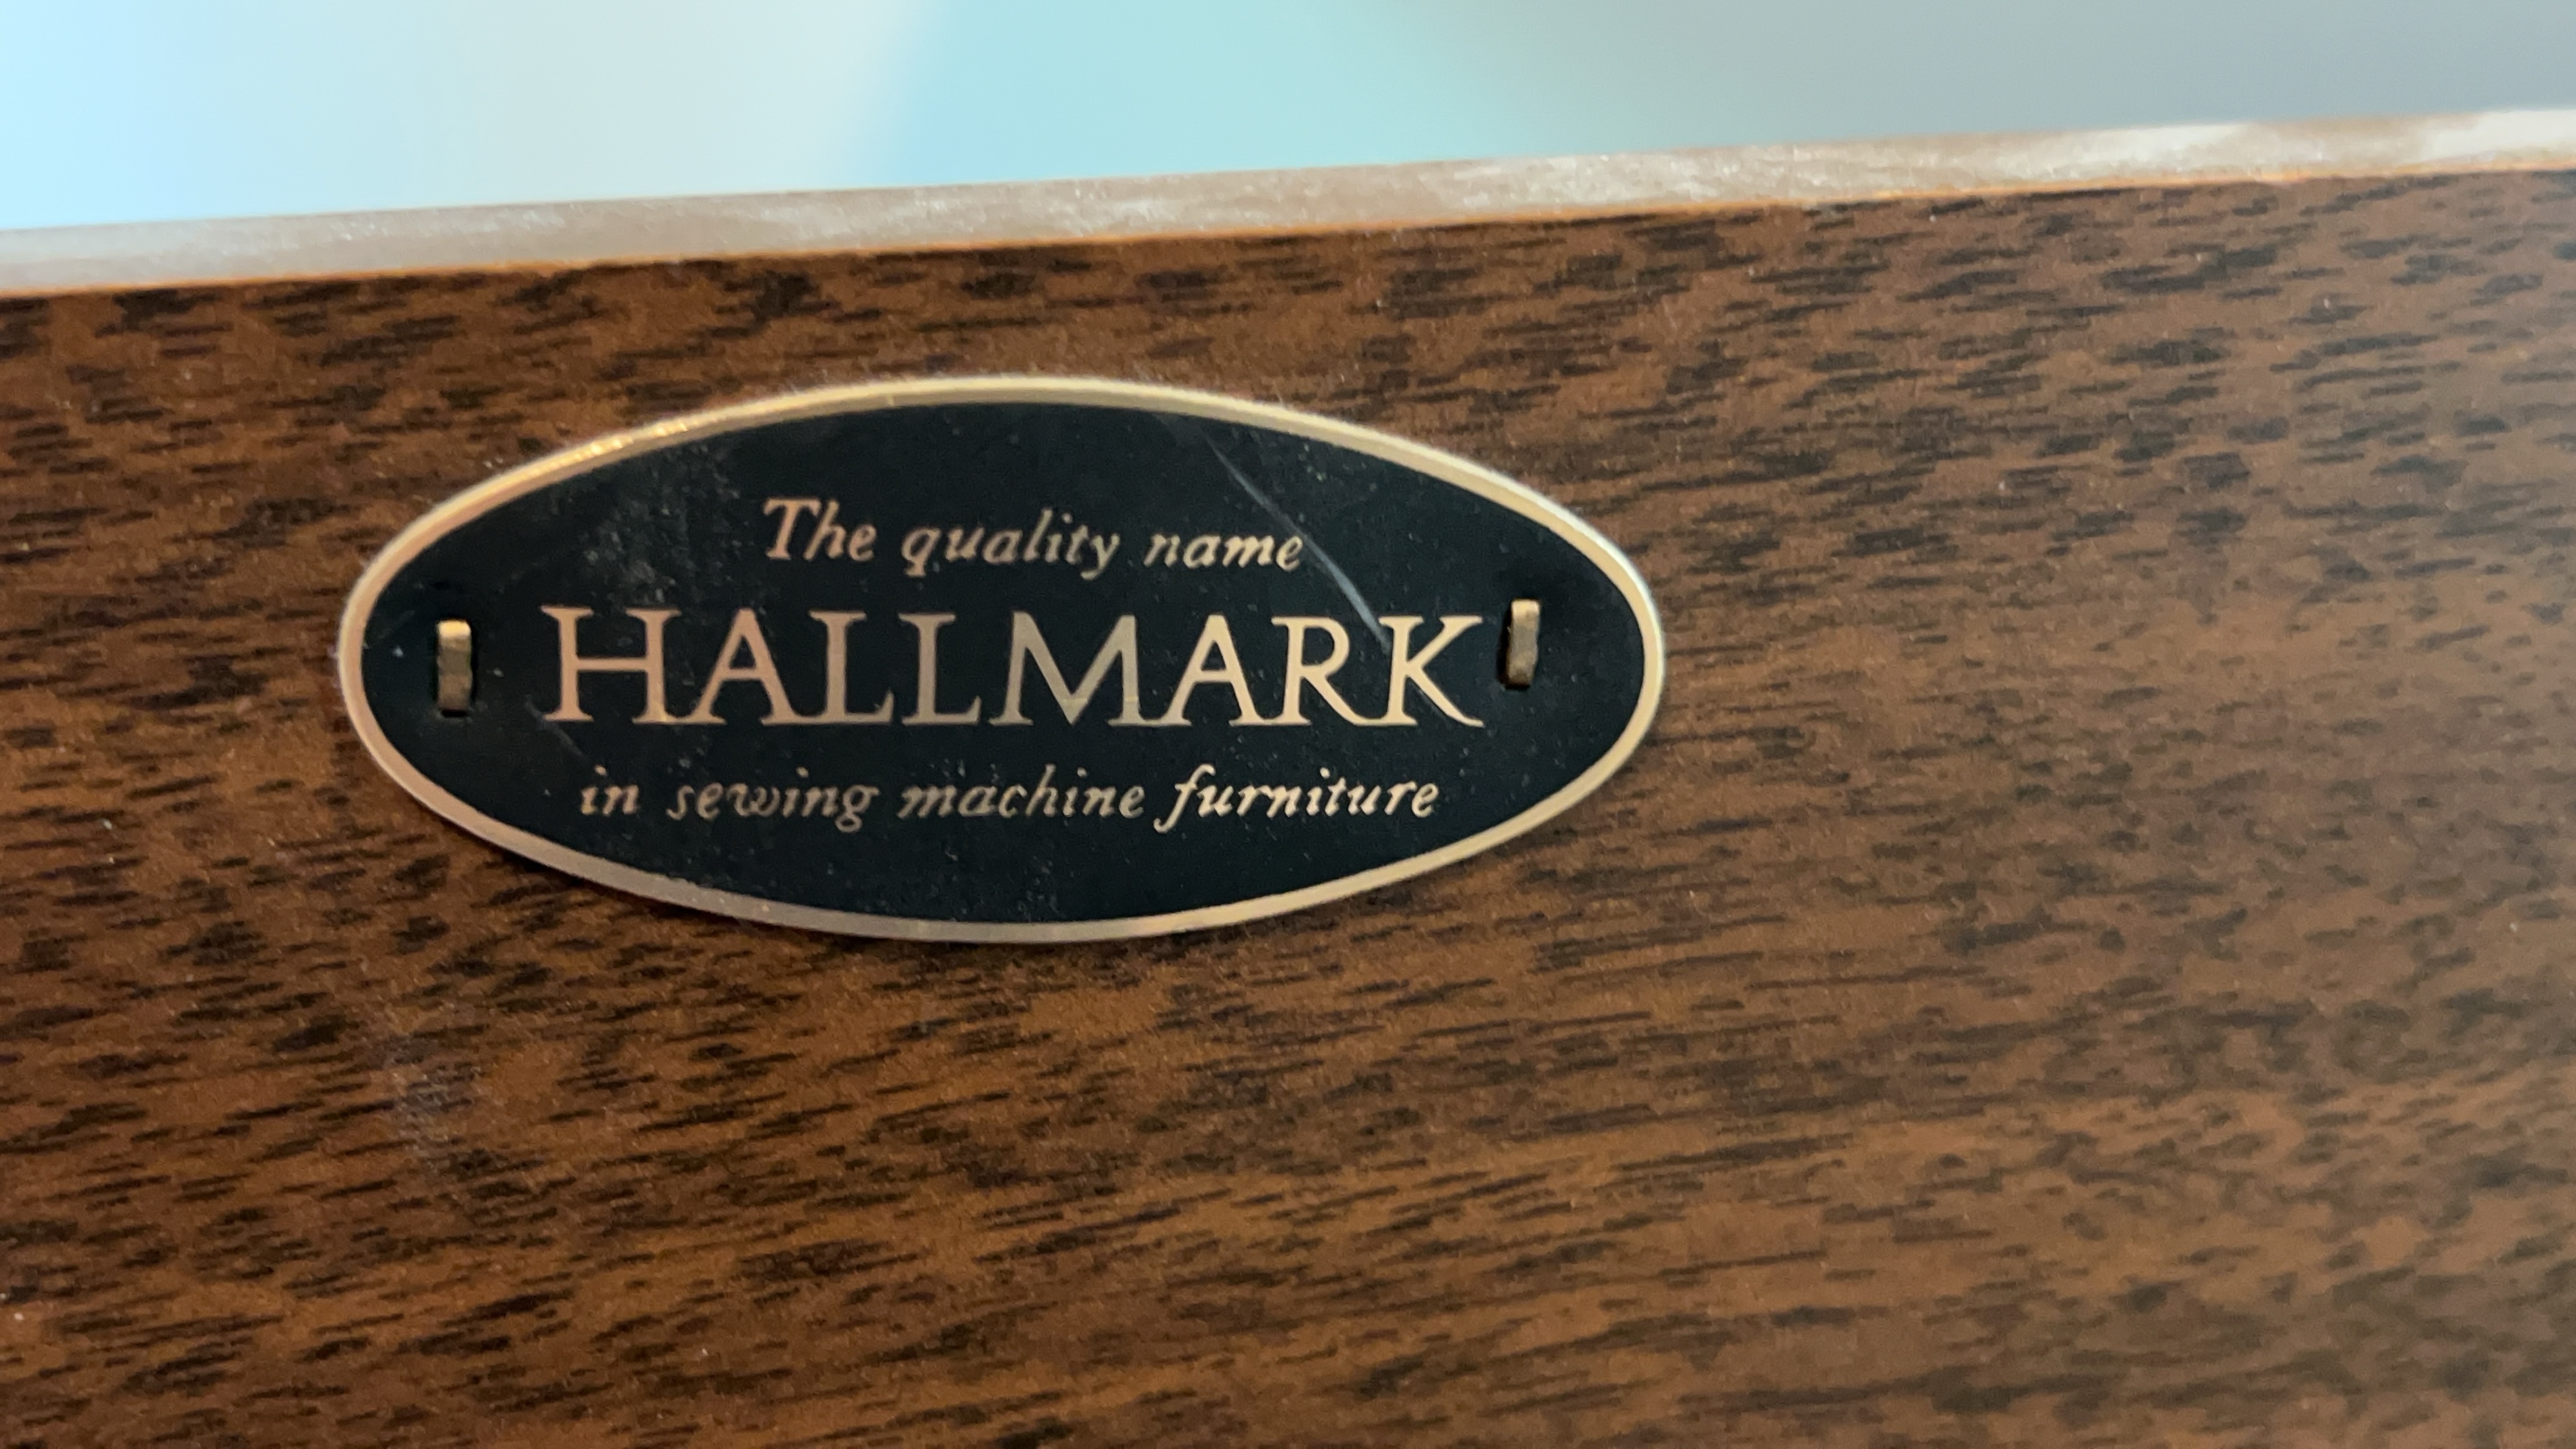 The quality name
HALLMARK
in sewing machine furniture